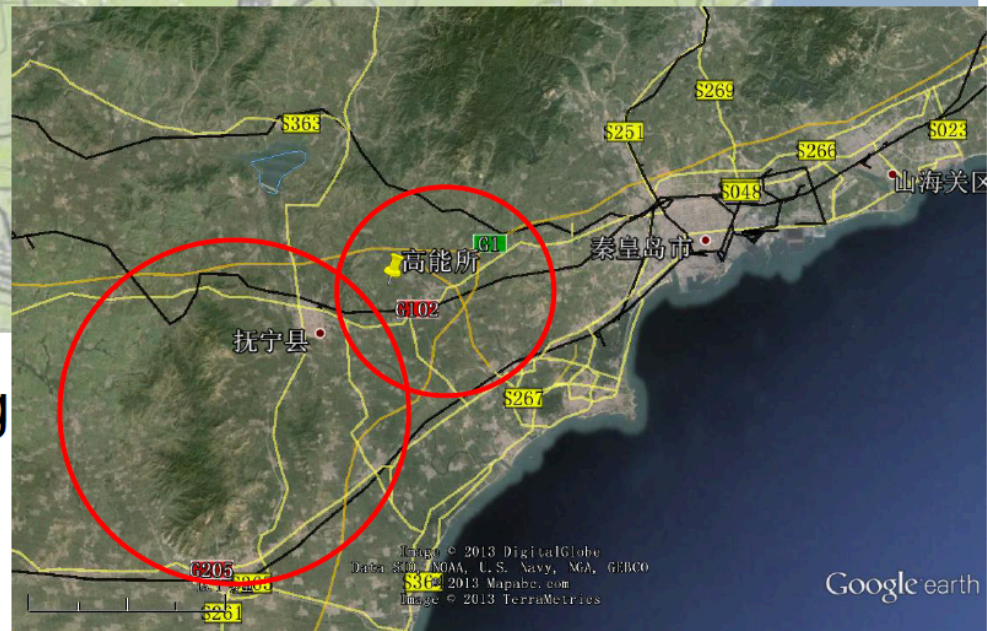 S269
S363
S251
S023
S266
山海关区
S048
G1
秦皇岛市
高能所
G102
抚宁县
S267
g
Image © 2013 DigitalGlobe
Data SIO, NOAA, U.S. Navy, NGA, GEBCO
G205
© 2013 Mapabc.com
Image © 2013 TerraMetrics
S261
Google earth